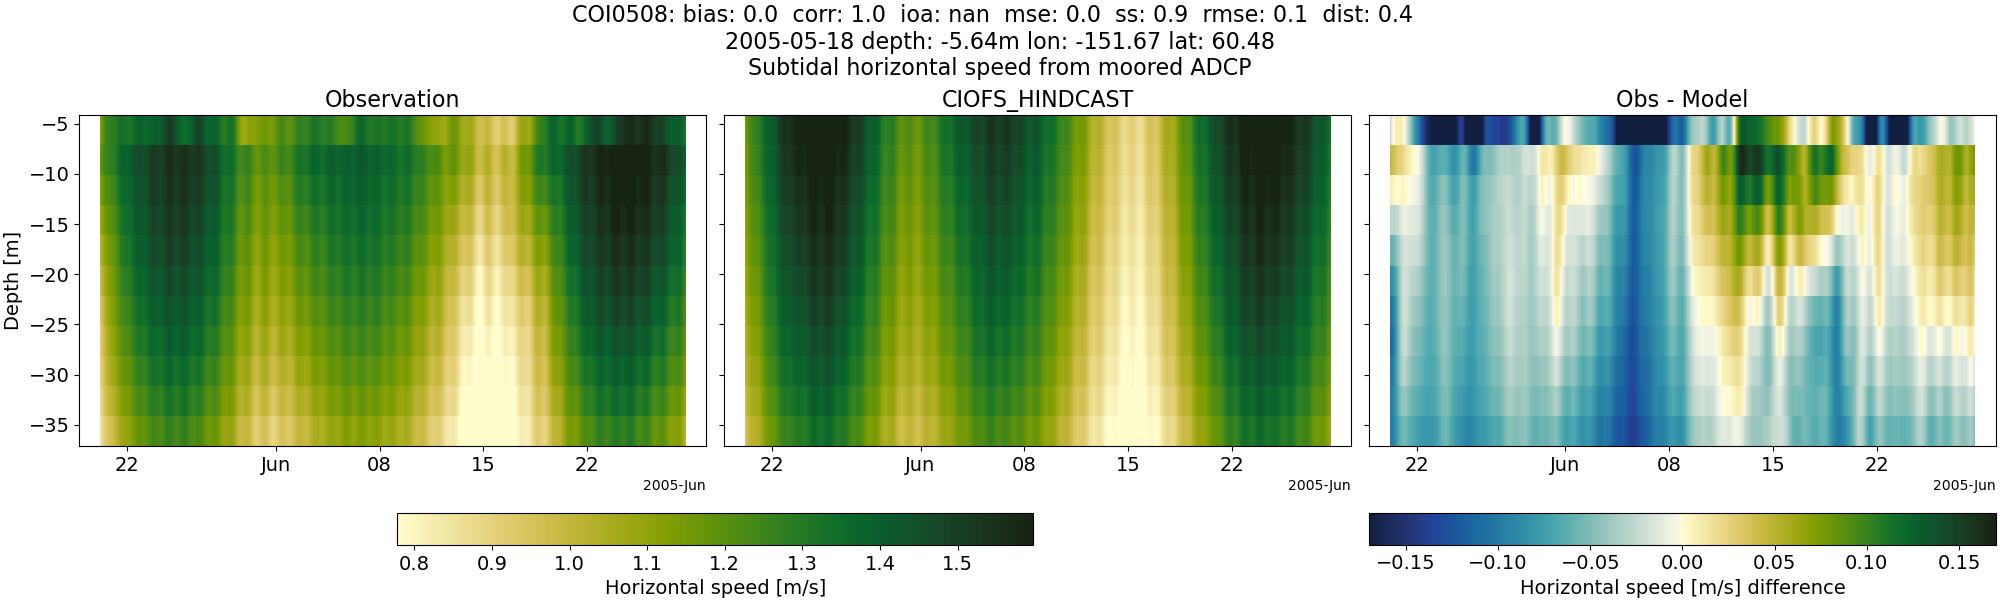 COI0508: bias: 0.0 corr: 1.0 ioa: nan mse: 0.0 ss: 0.9 rmse: 0.1 dist: 0.4
2005-05-18 depth: -5.64m lon: -151.67 lat: 60.48
Subtidal horizontal speed from moored ADCP
Observation
CIOFS_HINDCAST
Obs - Model
Depth [m]
−5
−10
−15
−20
−25
−30
−35
22 Jun 08 15 22
2005-Jun
22 Jun 08 15 22
2005-Jun
22 Jun 08 15 22
2005-Jun
0.8 0.9 1.0 1.1 1.2 1.3 1.4 1.5
Horizontal speed [m/s]
−0.15 −0.10 −0.05 0.00 0.05 0.10 0.15
Horizontal speed [m/s] difference